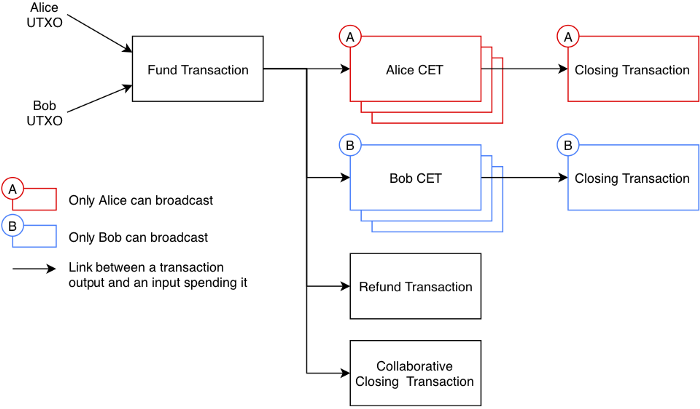 Alice
UTXO
Bob
UTXO
Fund Transaction
A
Alice CET
A
Closing Transaction
B
Bob CET
B
Closing Transaction
Refund Transaction
Collaborative
Closing Transaction
A
Only Alice can broadcast
B
Only Bob can broadcast
Link between a transaction
output and an input spending it